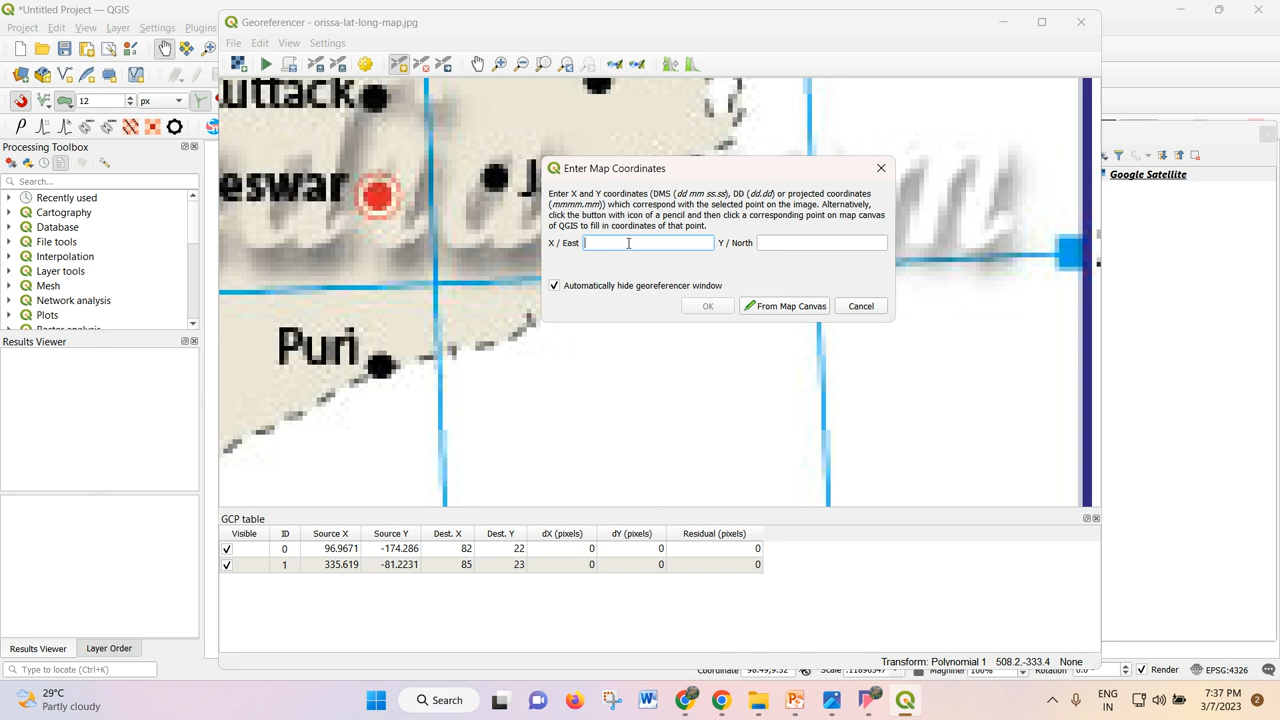 *Untitled Project — QGIS
Project Edit View Layer Settings Plugins
12 px
Processing Toolbox
Search...
Recently used
Cartography
Database
File tools
Interpolation
Layer tools
Mesh
Network analysis
Plots
Results Viewer
Results Viewer Layer Order
Type to locate (Ctrl+K)
Georeferencer - orissa-lat-long-map.jpg
File Edit View Settings
uttack
eswar
J
Puri
Enter Map Coordinates
Enter X and Y coordinates (DMS (dd mm ss.ss), DD (dd.dd) or projected coordinates
(mmmm.mm)) which correspond with the selected point on the image. Alternatively,
click the button with icon of a pencil and then click a corresponding point on map canvas
of QGIS to fill in coordinates of that point.
X / East Y / North
Automatically hide georeferencer window
OK From Map Canvas Cancel
GCP table
Visible ID Source X Source Y Dest. X Dest. Y dX (pixels) dY (pixels) Residual (pixels)
0 96.9671 -174.286 82 22 0 0 0
1 335.619 -81.2231 85 23 0 0 0
Transform: Polynomial 1 508.2,-333.4 None
Google Satellite
Coordinate Scale Magnifier 100% Render EPSG:4326
29°C
Partly cloudy
Search
ENG
IN
7:37 PM
3/7/2023
2